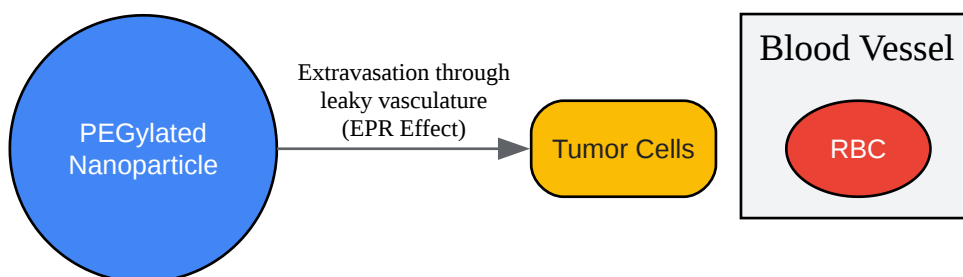 PEGylated
Nanoparticle
Extravasation through
leaky vasculature
(EPR Effect)
Tumor Cells
Blood Vessel
RBC